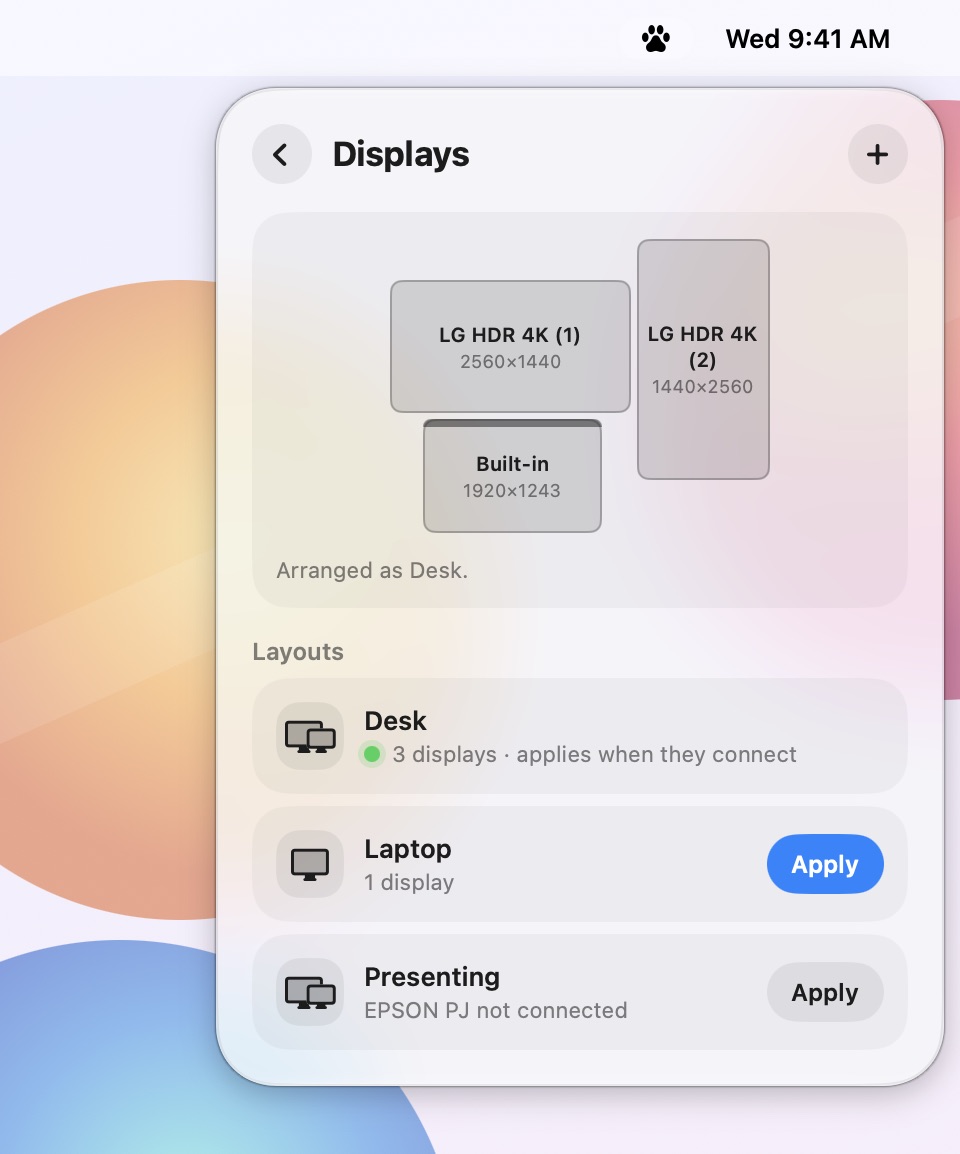 Wed 9:41 AM
Displays
LG HDR 4K (1)
2560×1440
LG HDR 4K
(2)
1440×2560
Built-in
1920×1243
Arranged as Desk.
Layouts
Desk
3 displays · applies when they connect
Laptop
1 display
Apply
Presenting
EPSON PJ not connected
Apply